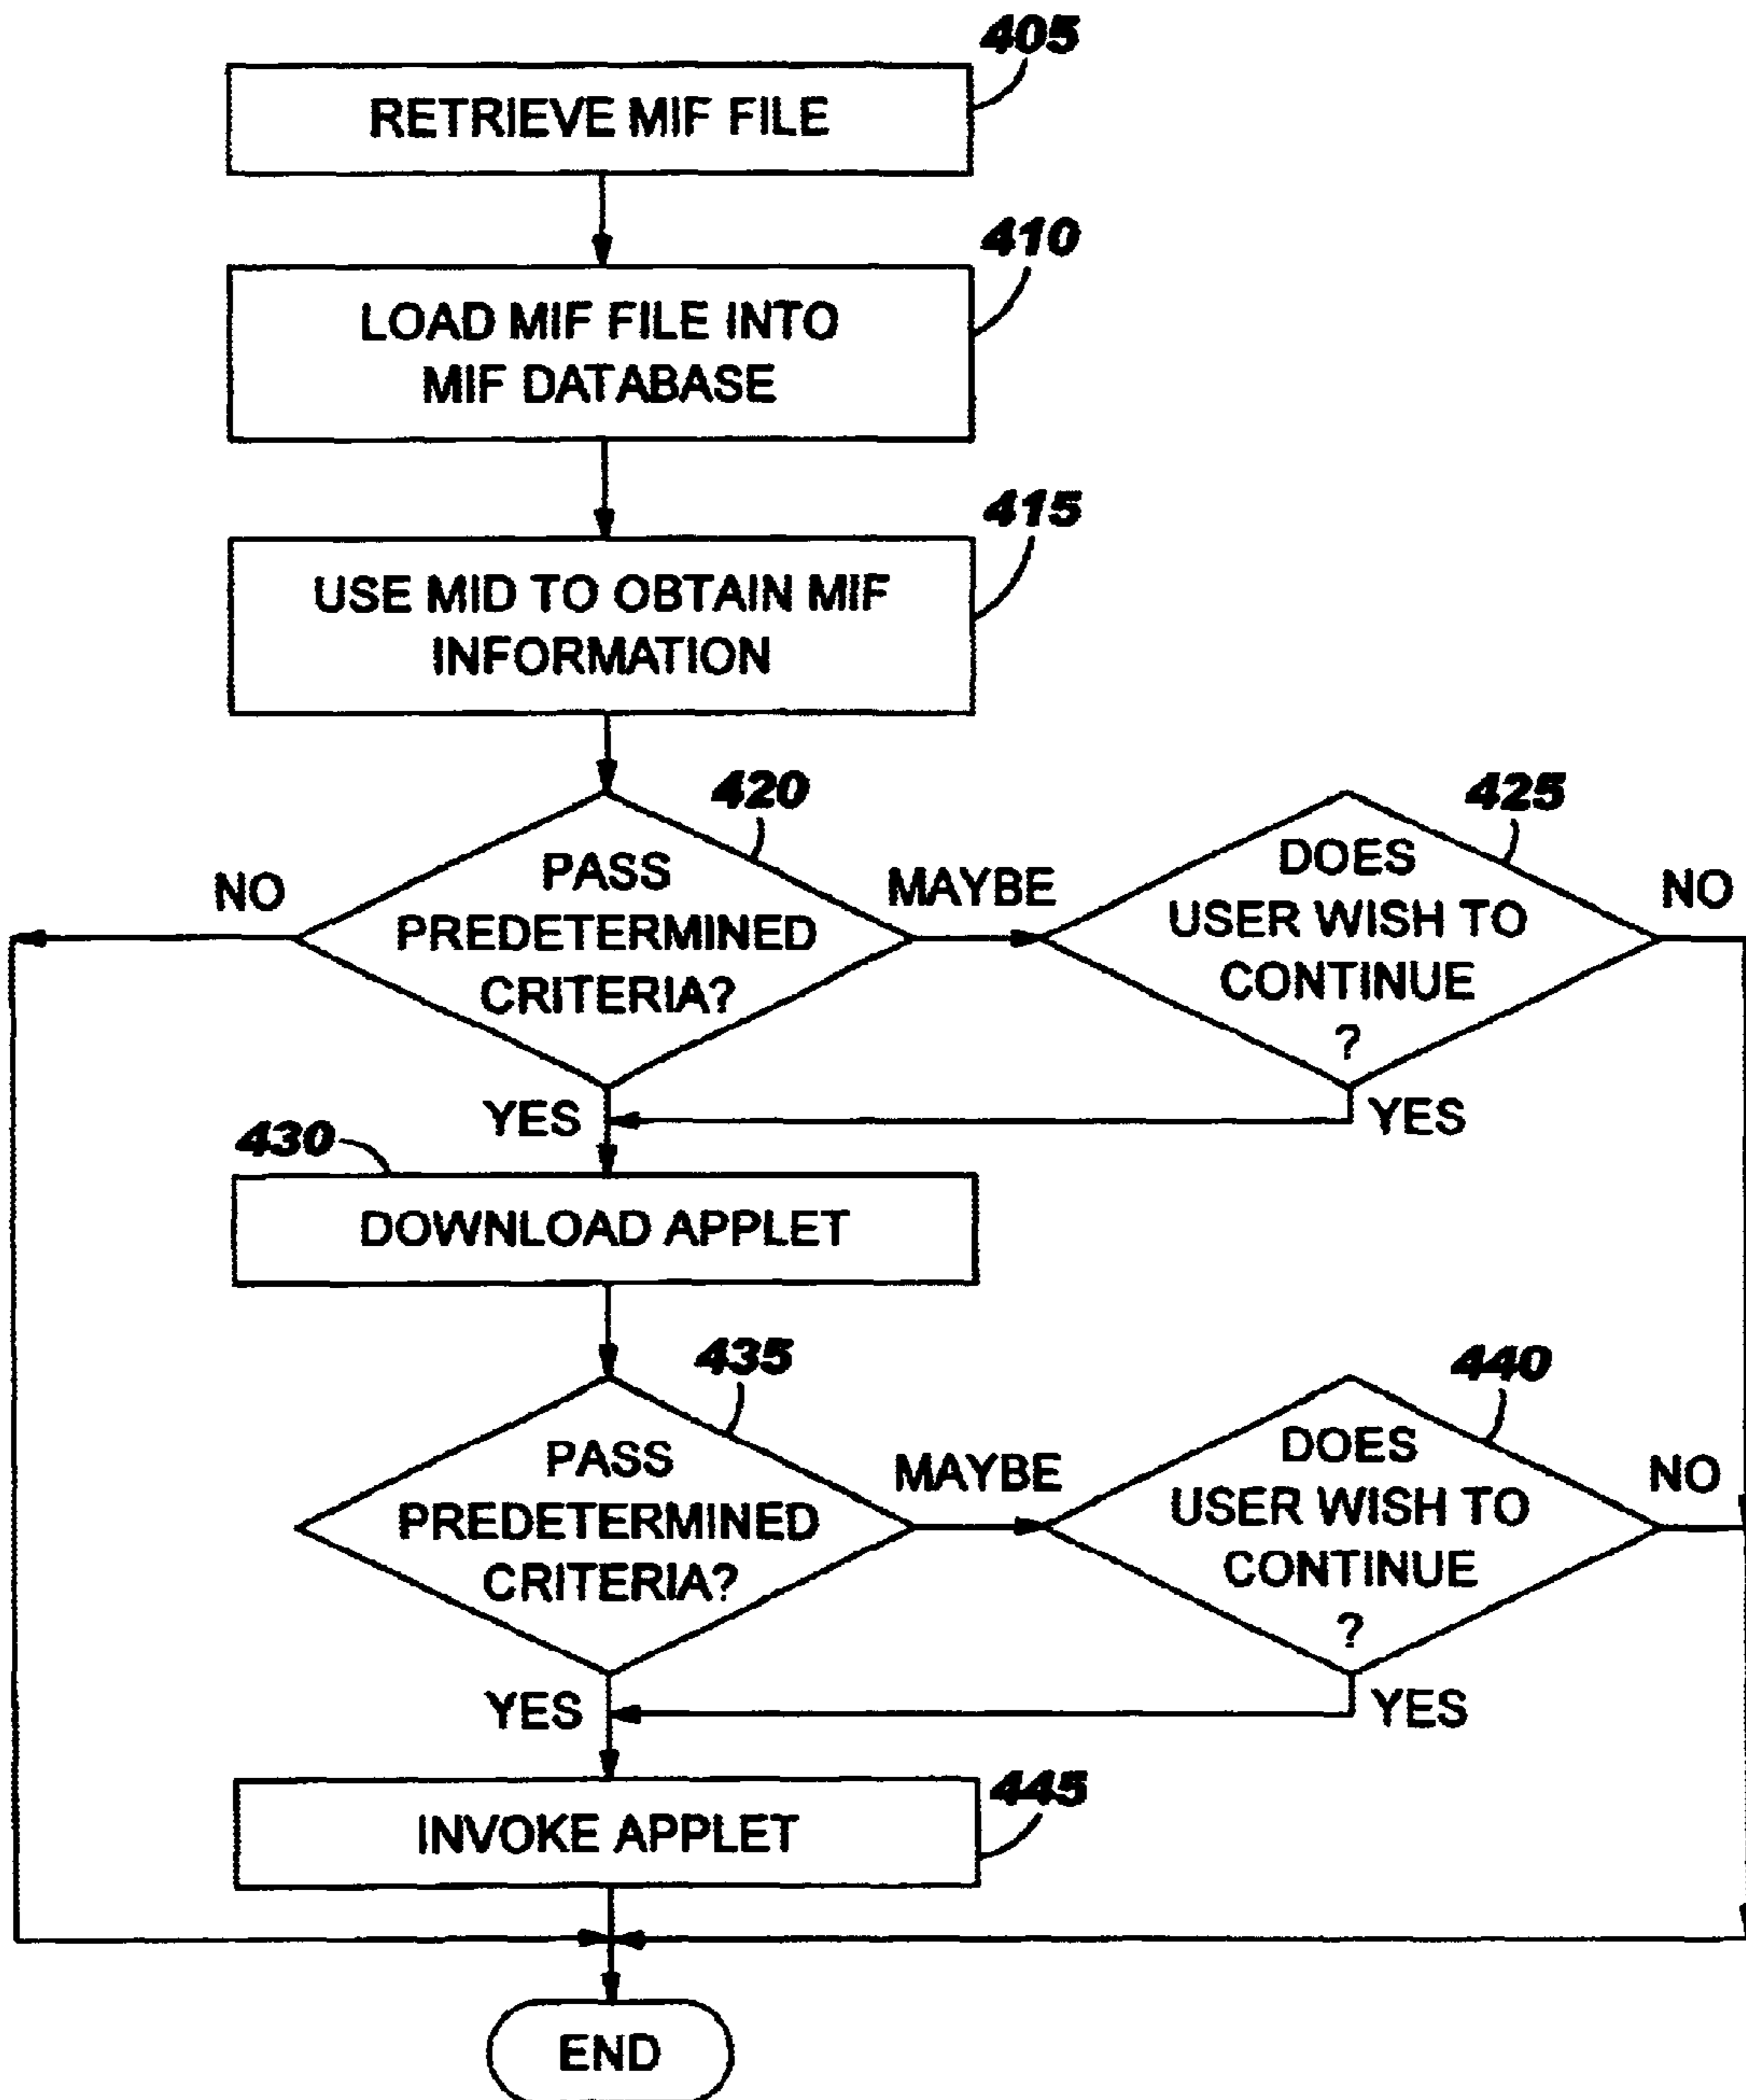 405
RETRIEVE MIF FILE
410
LOAD MIF FILE INTO
MIF DATABASE
415
USE MID TO OBTAIN MIF
INFORMATION
420
425
NO
PASS
PREDETERMINED
CRITERIA?
MAYBE
DOES
USER WISH TO
CONTINUE
?
NO
YES
YES
430
DOWNLOAD APPLET
435
440
PASS
PREDETERMINED
CRITERIA?
MAYBE
DOES
USER WISH TO
CONTINUE
?
NO
YES
YES
445
INVOKE APPLET
END